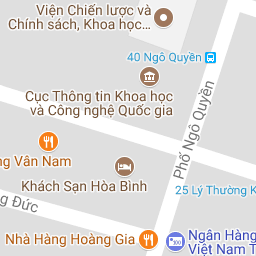 Viện Chiến lược và
Chính sách, Khoa học...
40 Ngô Quyền
Cục Thông tin Khoa học
và Công nghệ Quốc gia
Phố Ngô Quyền
ng Vân Nam
Khách Sạn Hòa Bình
25 Lý Thường K
ng Đức
Nhà Hàng Hoàng Gia
Ngân Hàng
Việt Nam T